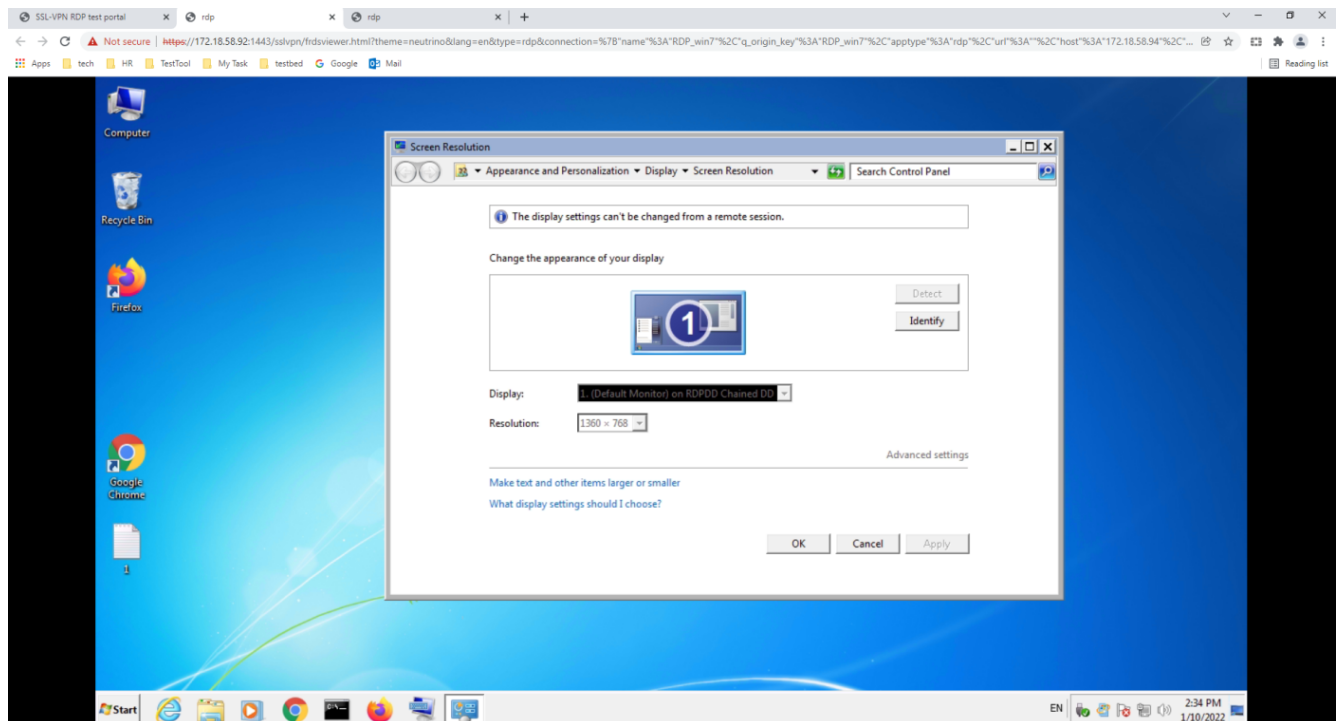 SSL-VPN RDP test portal
rdp
rdp
Not secure | https://172.18.58.92:1443/sslvpn/frdsviewer.html?theme=neutrino&lang=en&type=rdp&connection=%7B"name"%3A"RDP_win7"%2C"q_origin_key"%3A"RDP_win7"%2C"apptype"%3A"rdp"%2C"url"%3A""%2C"host"%3A"172.18.58.94"%2C"...
Apps tech HR TestTool My Task testbed Google Mail Reading list
Computer
Recycle Bin
Firefox
Google
Chrome
1
Screen Resolution
Appearance and Personalization Display Screen Resolution Search Control Panel
The display settings can't be changed from a remote session.
Change the appearance of your display
1
Detect
Identify
Display: 1. (Default Monitor) on RDPDD Chained DD
Resolution: 1360 × 768
Advanced settings
Make text and other items larger or smaller
What display settings should I choose?
OK Cancel Apply
Start
EN 2:34 PM
1/10/2022